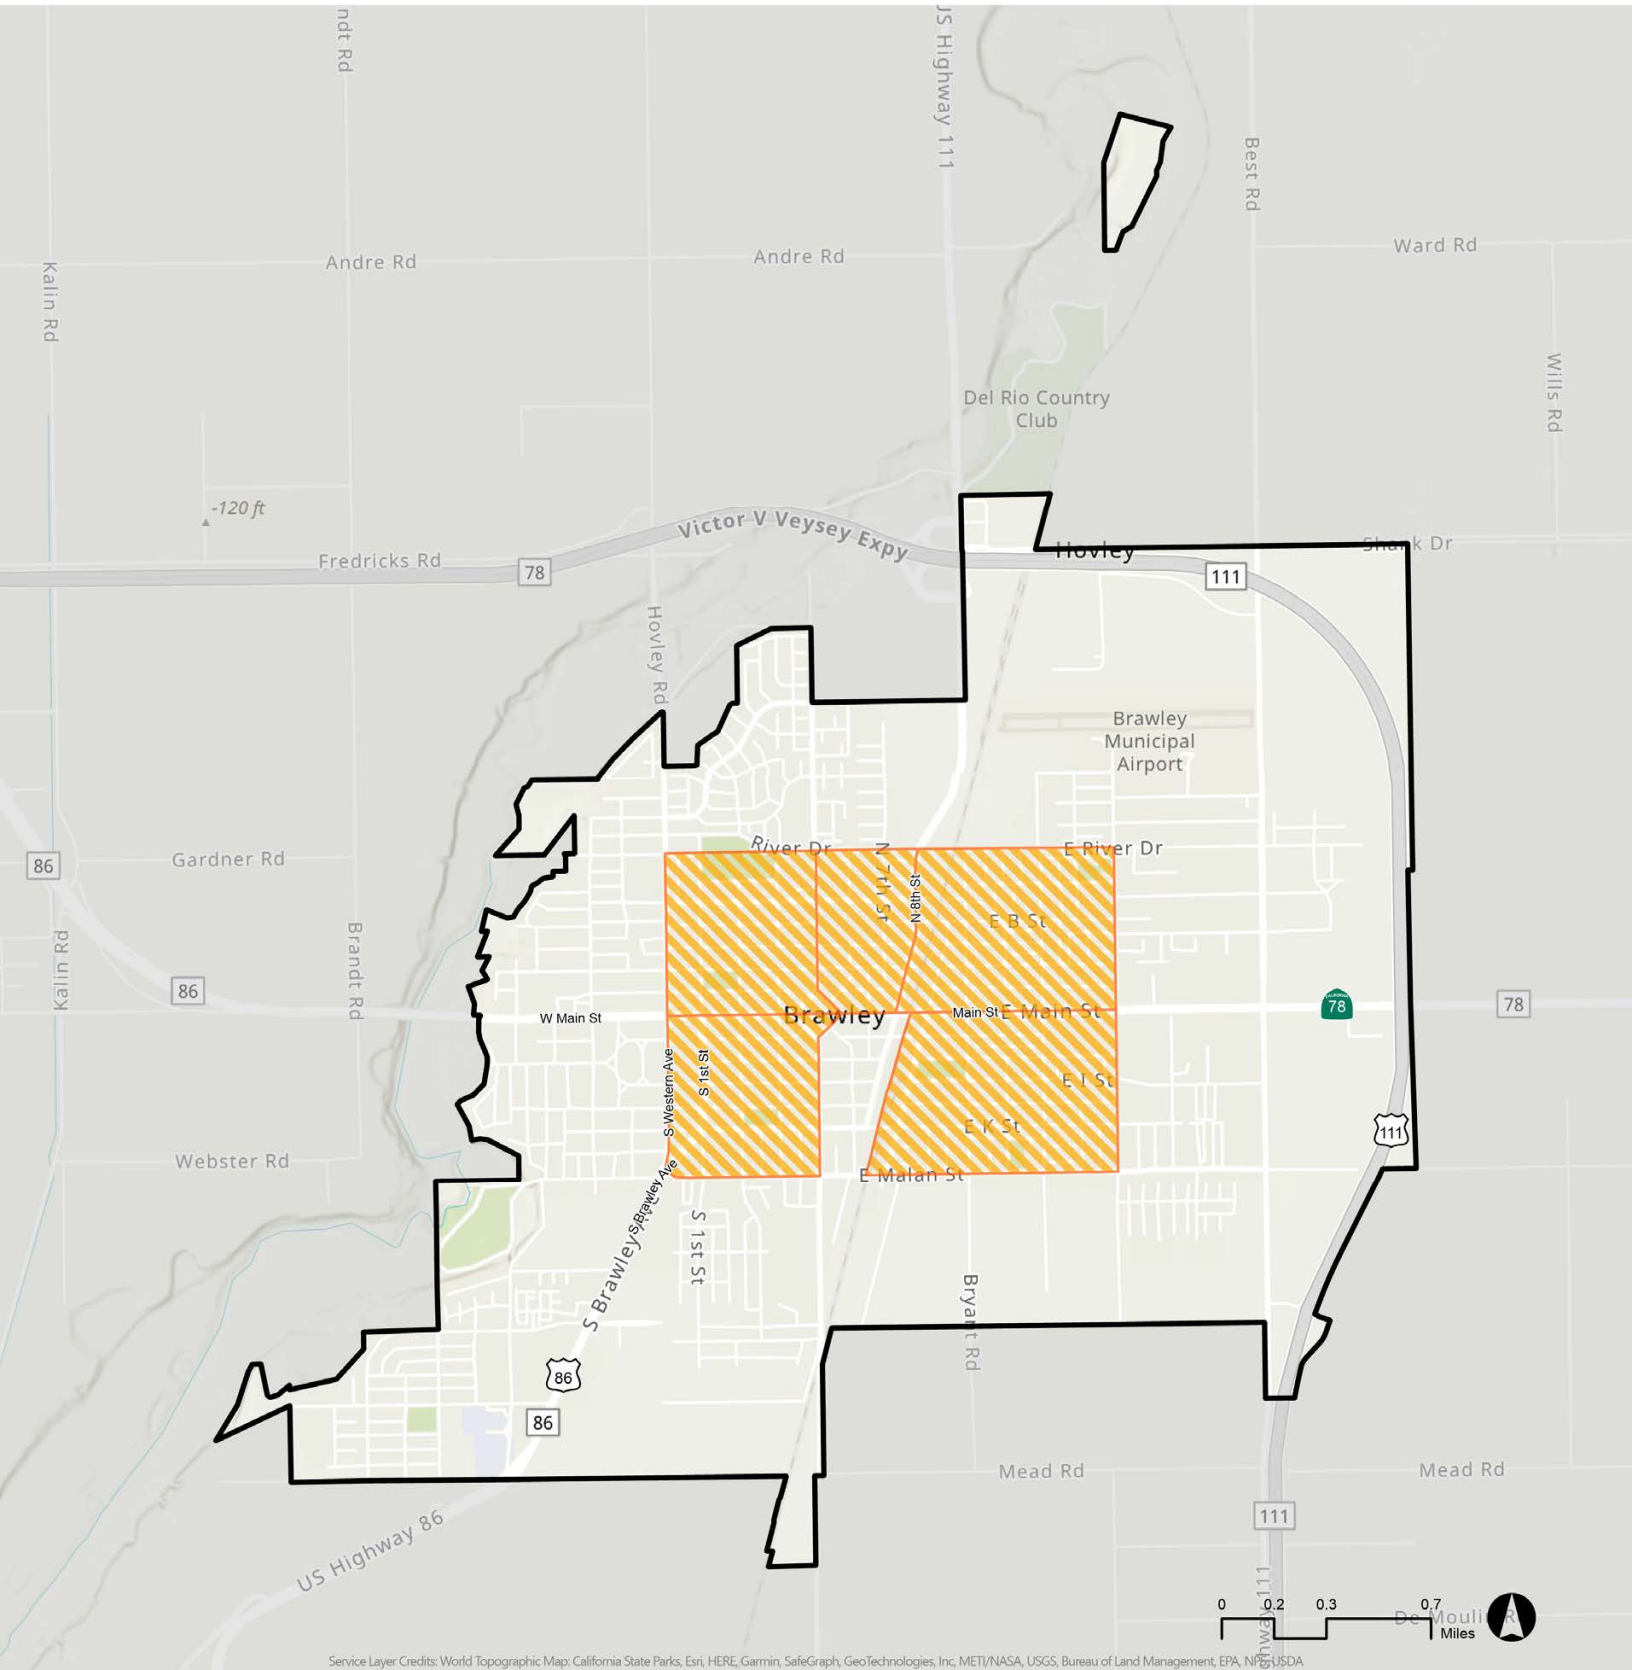 ndt Rd
US Highway 111
Best Rd
Kalin Rd
Andre Rd
Andre Rd
Ward Rd
Wills Rd
Del Rio Country
Club
-120 ft
Victor V Veysey Expy
Fredricks Rd
78
Hovley
Shank Dr
111
Hovley Rd
Brawley
Municipal
Airport
River Dr
E River Dr
N 7th St
N 8th St
Gardner Rd
86
Kalin Rd
Brandt Rd
E B St
86
W Main St
Brawley
Main St
E Main St
CALIFORNIA
78
78
S Western Ave
S 1st St
E I St
E K St
111
Webster Rd
E Malan St
S Brawley Ave
S Brawley Ave
S 1st St
Bryant Rd
86
86
Mead Rd
Mead Rd
US Highway 86
111
hway 111
0 0.2 0.3 0.7
Miles
De Moulin R
Service Layer Credits: World Topographic Map: California State Parks, Esri, HERE, Garmin, SafeGraph, GeoTechnologies, Inc, METI/NASA, USGS, Bureau of Land Management, EPA, NPS, USDA